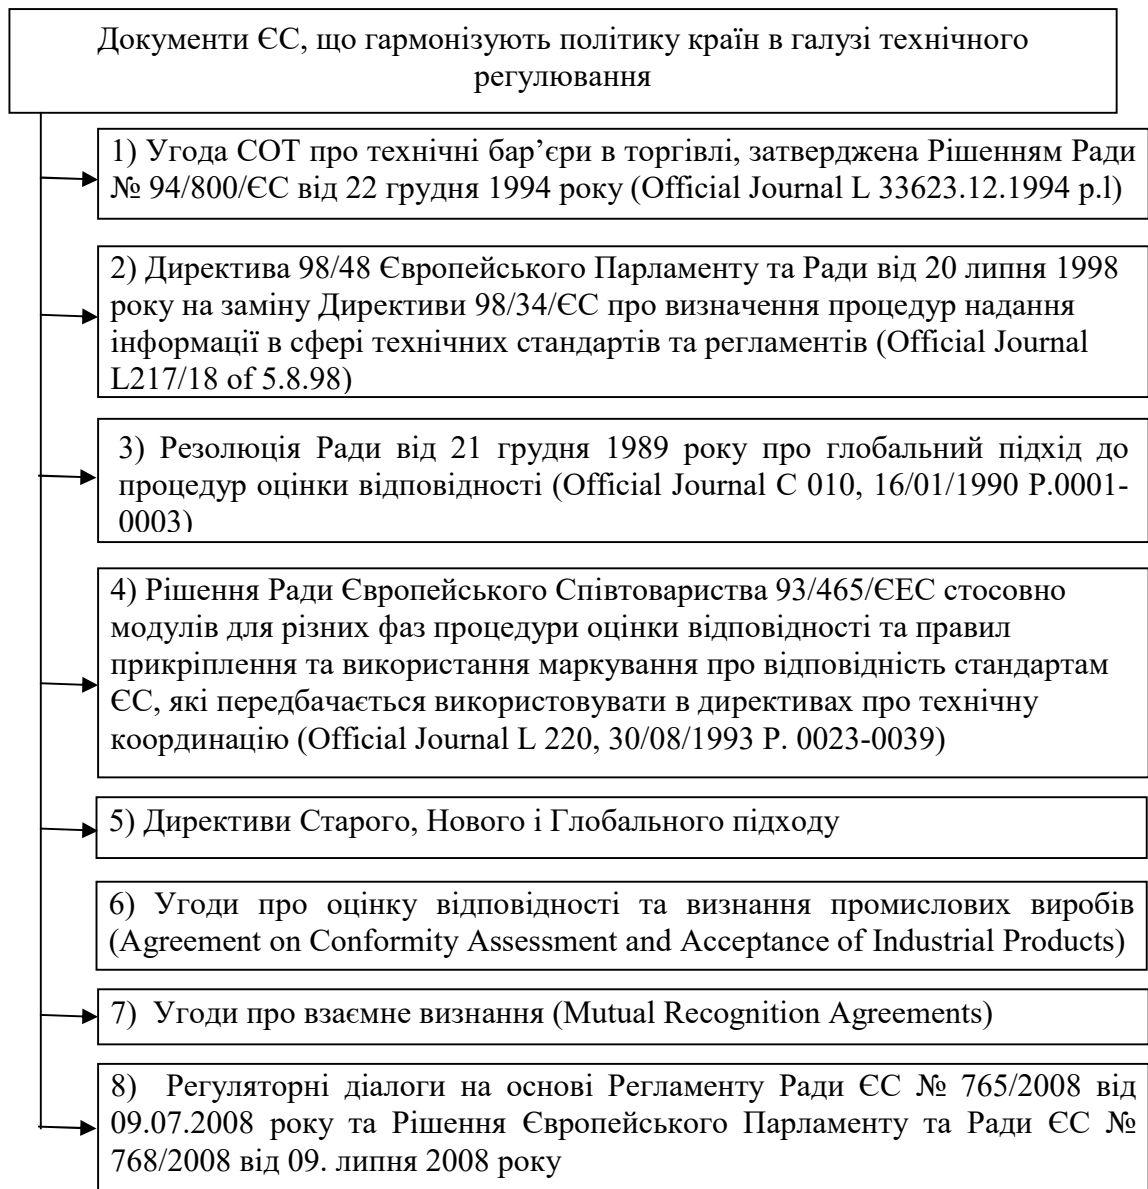 Документи ЄС, що гармонізують політику країн в галузі технічного
регулювання
1) Угода СОТ про технічні бар’єри в торгівлі, затверджена Рішенням Ради
№ 94/800/ЄС від 22 грудня 1994 року (Official Journal L 33623.12.1994 p.l)
2) Директива 98/48 Європейського Парламенту та Ради від 20 липня 1998
року на заміну Директиви 98/34/ЄС про визначення процедур надання
інформації в сфері технічних стандартів та регламентів (Official Journal
L217/18 of 5.8.98)
3) Резолюція Ради від 21 грудня 1989 року про глобальний підхід до
процедур оцінки відповідності (Official Journal C 010, 16/01/1990 P.0001-
0003)
4) Рішення Ради Європейського Співтовариства 93/465/ЄЕС стосовно
модулів для різних фаз процедури оцінки відповідності та правил
прикріплення та використання маркування про відповідність стандартам
ЄС, які передбачається використовувати в директивах про технічну
координацію (Official Journal L 220, 30/08/1993 P. 0023-0039)
5) Директиви Старого, Нового і Глобального підходу
6) Угоди про оцінку відповідності та визнання промислових виробів
(Agreement on Conformity Assessment and Acceptance of Industrial Products)
7) Угоди про взаємне визнання (Mutual Recognition Agreements)
8) Регуляторні діалоги на основі Регламенту Ради ЄС № 765/2008 від
09.07.2008 року та Рішення Європейського Парламенту та Ради ЄС №
768/2008 від 09. липня 2008 року